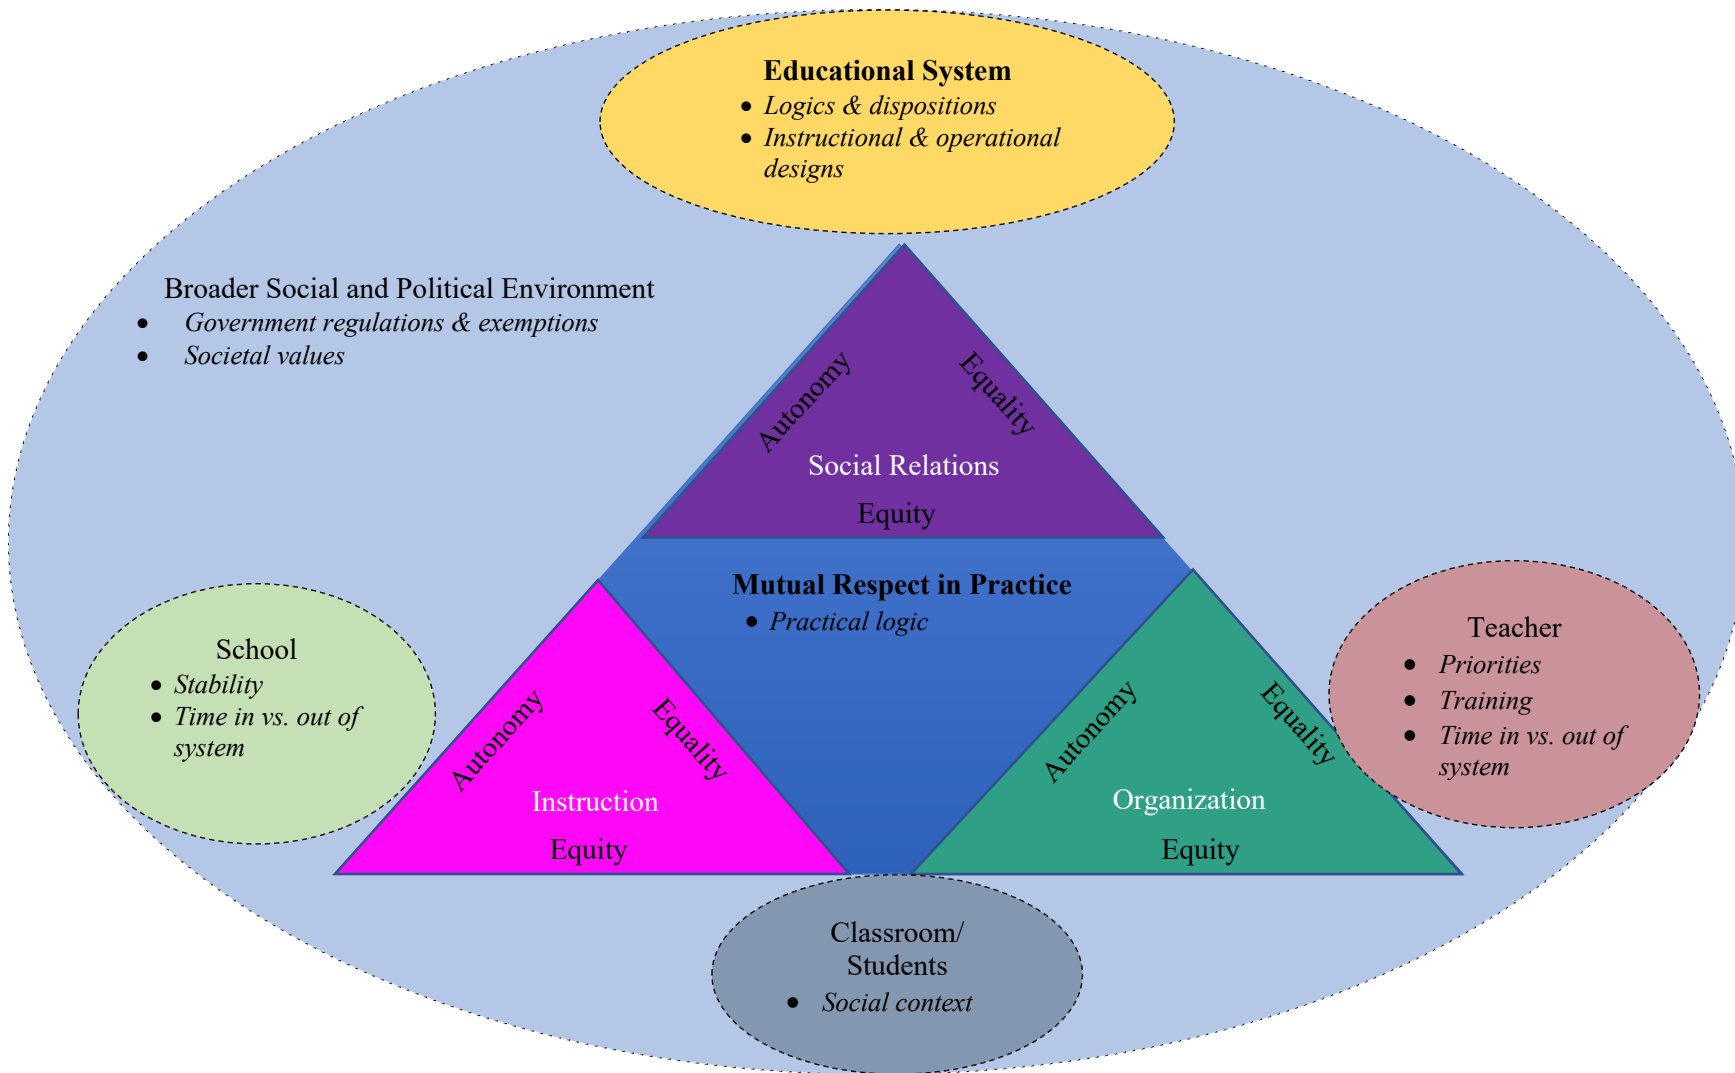 Educational System
• Logics & dispositions
• Instructional & operational
designs
Broader Social and Political Environment
• Government regulations & exemptions
• Societal values
Autonomy
Equality
Social Relations
Equity
Mutual Respect in Practice
• Practical logic
School
• Stability
• Time in vs. out of
system
Teacher
• Priorities
• Training
• Time in vs. out of
system
Autonomy
Equality
Instruction
Equity
Autonomy
Equality
Organization
Equity
Classroom/
Students
• Social context